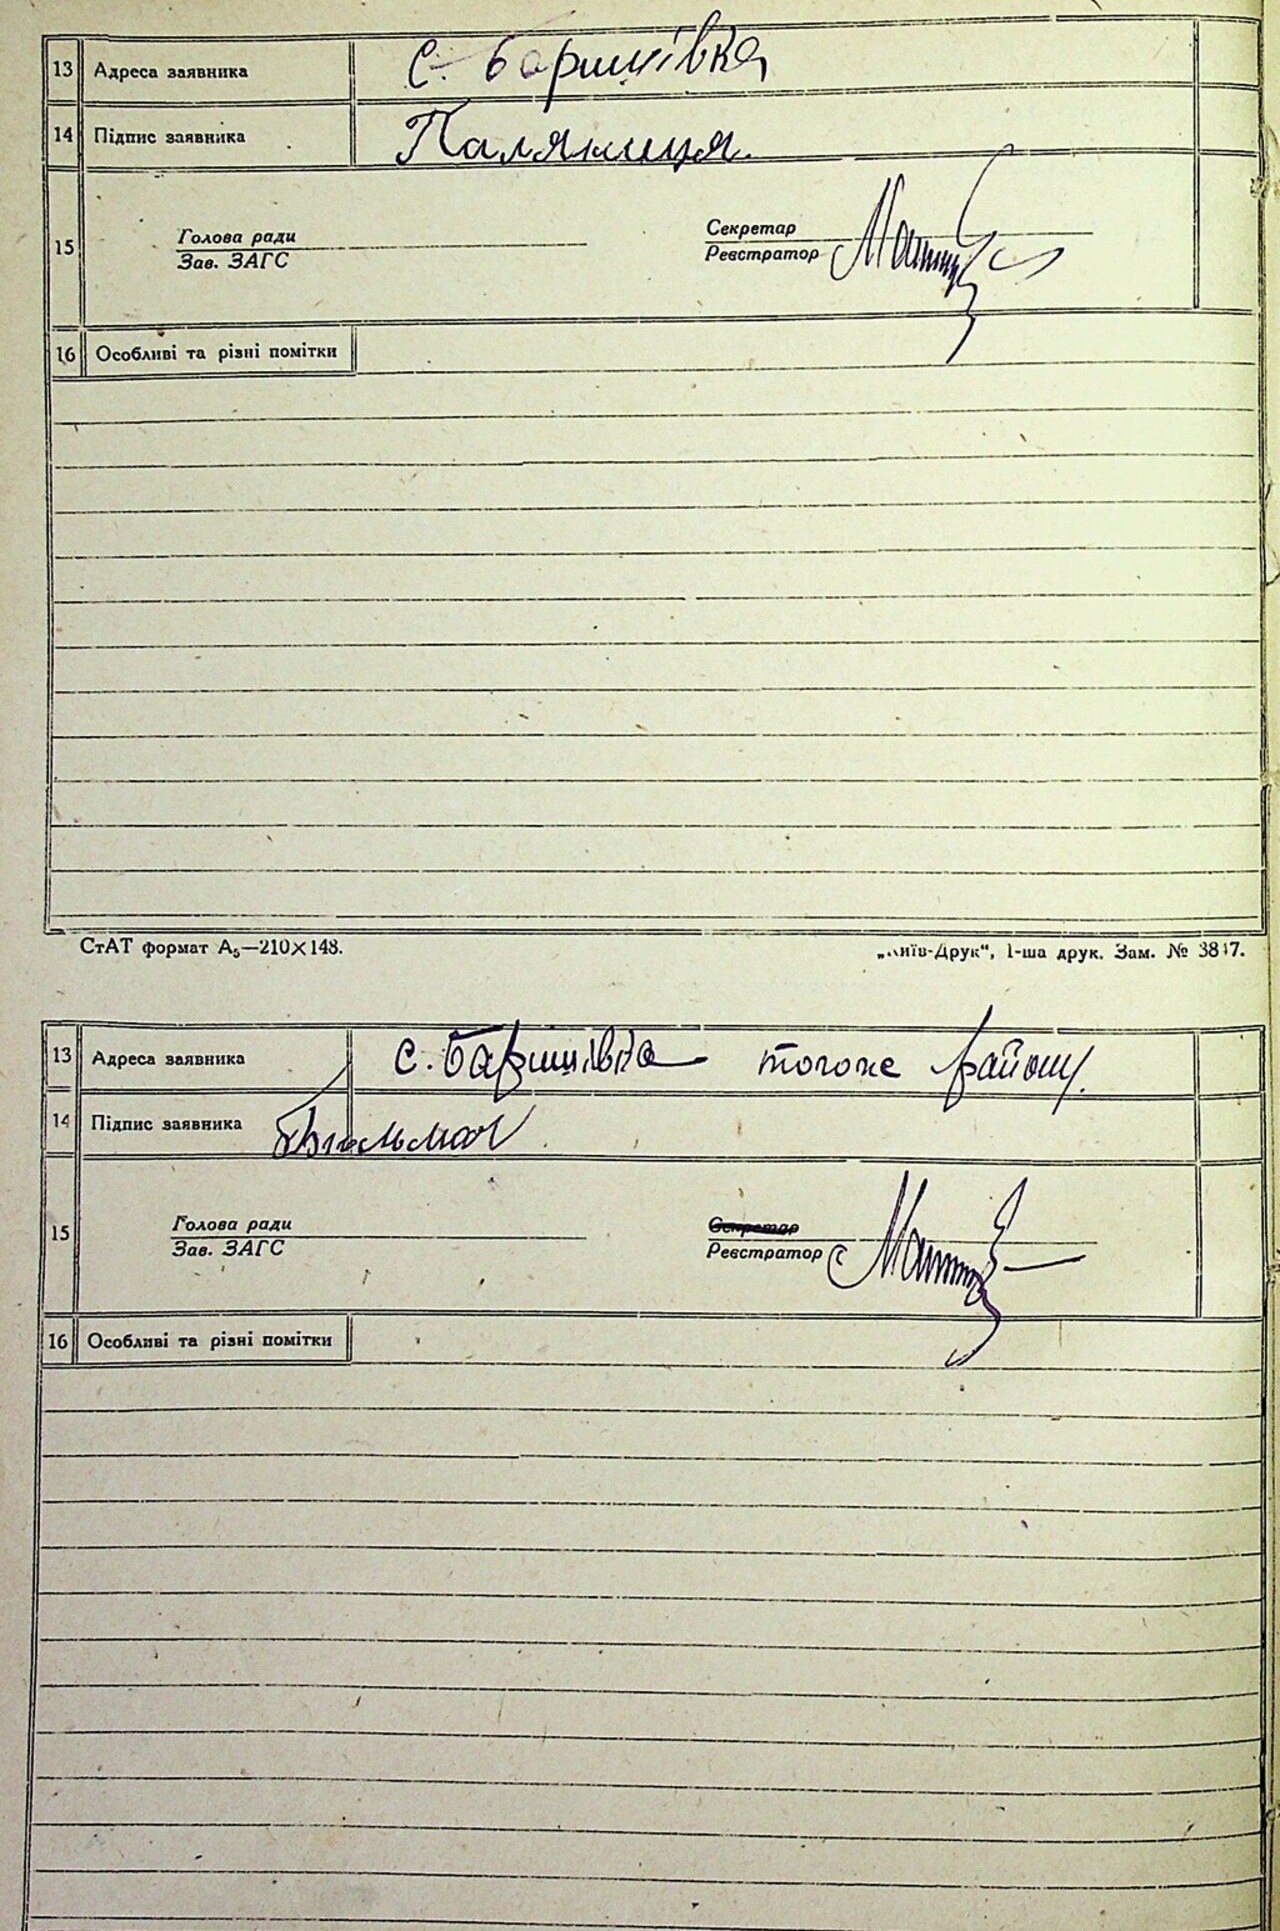 13 Адреса заявника с. Баришівка
14 Підпис заявника Паляниця.
15
Голова ради
Зав. ЗАГС
Секретар
Реєстратор
16 Особливі та різні помітки
СтАТ формат А5—210×148.
„Київ-Друк“, 1-ша друк. Зам. № 3847.
13 Адреса заявника с. Баришівка тогоже району.
14 Підпис заявника
15
Голова ради
Зав. ЗАГС
Секретар
Реєстратор
16 Особливі та різні помітки